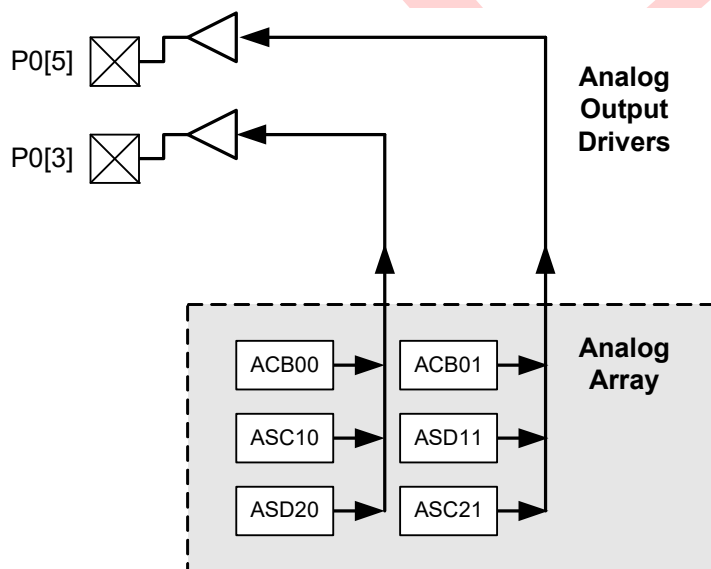 P0[5]
P0[3]
Analog
Output
Drivers
Analog
Array
ACB00
ACB01
ASC10
ASD11
ASD20
ASC21